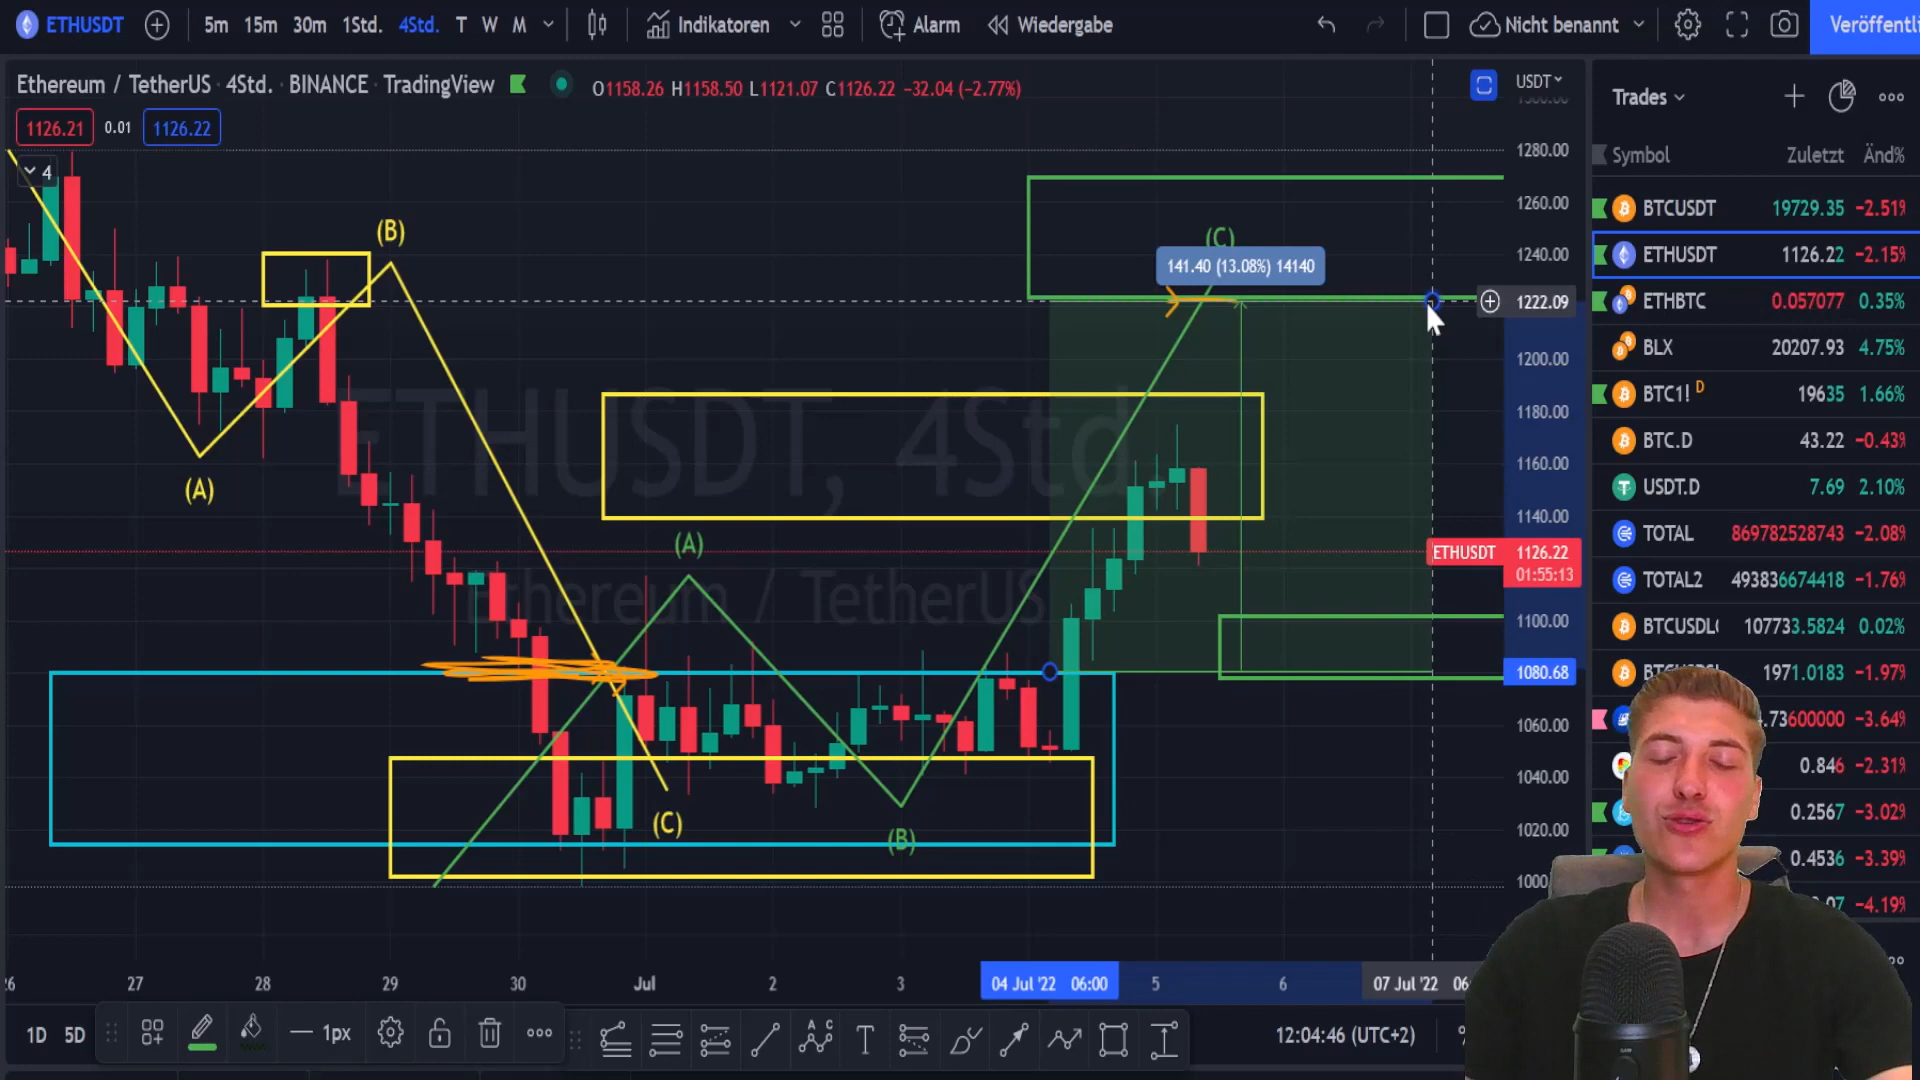 ETHUSDT 5m 15m 30m 1Std. 4Std. T W M Indikatoren Alarm Wiedergabe Nicht benannt
Ethereum / TetherUS · 4Std. · BINANCE · TradingView O1158.26 H1158.50 L1121.07 C1126.22 −32.04 (−2.77%) USDT
1126.21 0.01 1126.22
4
1280.00
1260.00
1240.00
1222.09
1200.00
1180.00
1160.00
1140.00
ETHUSDT 1126.22
01:55:13
1100.00
1080.68
1060.00
1040.00
1020.00
1000
(B)
(A)
(C)
(A)
(B)
(C)
141.40 (13.08%) 14140
ETHUSDT, 4Std.
Ethereum / TetherUS
27 28 29 30 Jul 2 3 04 Jul '22 06:00 5 6 07 Jul '22
1D 5D 1px 12:04:46 (UTC+2)
Trades
Symbol Zuletzt Änd%
BTCUSDT 19729.35 −2.51%
ETHUSDT 1126.22 −2.15%
ETHBTC 0.057077 0.35%
BLX 20207.93 4.75%
BTC1! D 19635 1.66%
BTC.D 43.22 −0.43%
USDT.D 7.69 2.10%
TOTAL 869782528743 −2.08%
TOTAL2 493836674418 −1.76%
BTCUSDL 107733.5824 0.02%
1971.0183 −1.97%
.73600000 −3.64%
0.846 −2.31%
0.2567 −3.02%
0.4536 −3.39%
−4.19%